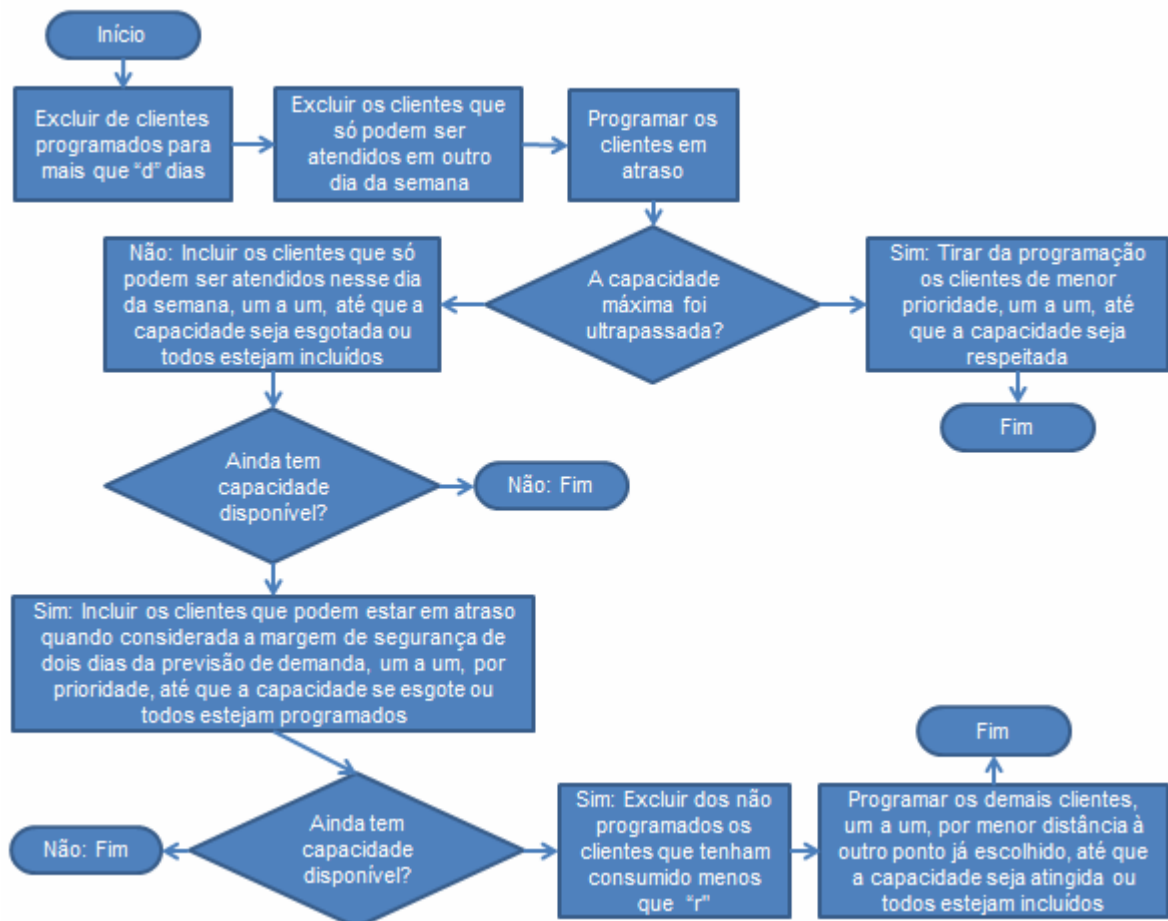 Início
Excluir de clientes
programados para
mais que “d” dias
Excluir os clientes que
só podem ser
atendidos em outro
dia da semana
Programar os
clientes em
atraso
Não: Incluir os clientes que só
podem ser atendidos nesse dia
da semana, um a um, até que a
capacidade seja esgotada ou
todos estejam incluídos
A capacidade
máxima foi
ultrapassada?
Sim: Tirar da programação
os clientes de menor
prioridade, um a um, até
que a capacidade seja
respeitada
Fim
Ainda tem
capacidade
disponível?
Não: Fim
Sim: Incluir os clientes que podem estar em atraso
quando considerada a margem de segurança de
dois dias da previsão de demanda, um a um, por
prioridade, até que a capacidade se esgote ou
todos estejam programados
Não: Fim
Ainda tem
capacidade
disponível?
Sim: Excluir dos não
programados os
clientes que tenham
consumido menos
que “r”
Programar os demais clientes,
um a um, por menor distância à
outro ponto já escolhido, até que
a capacidade seja atingida ou
todos estejam incluídos
Fim